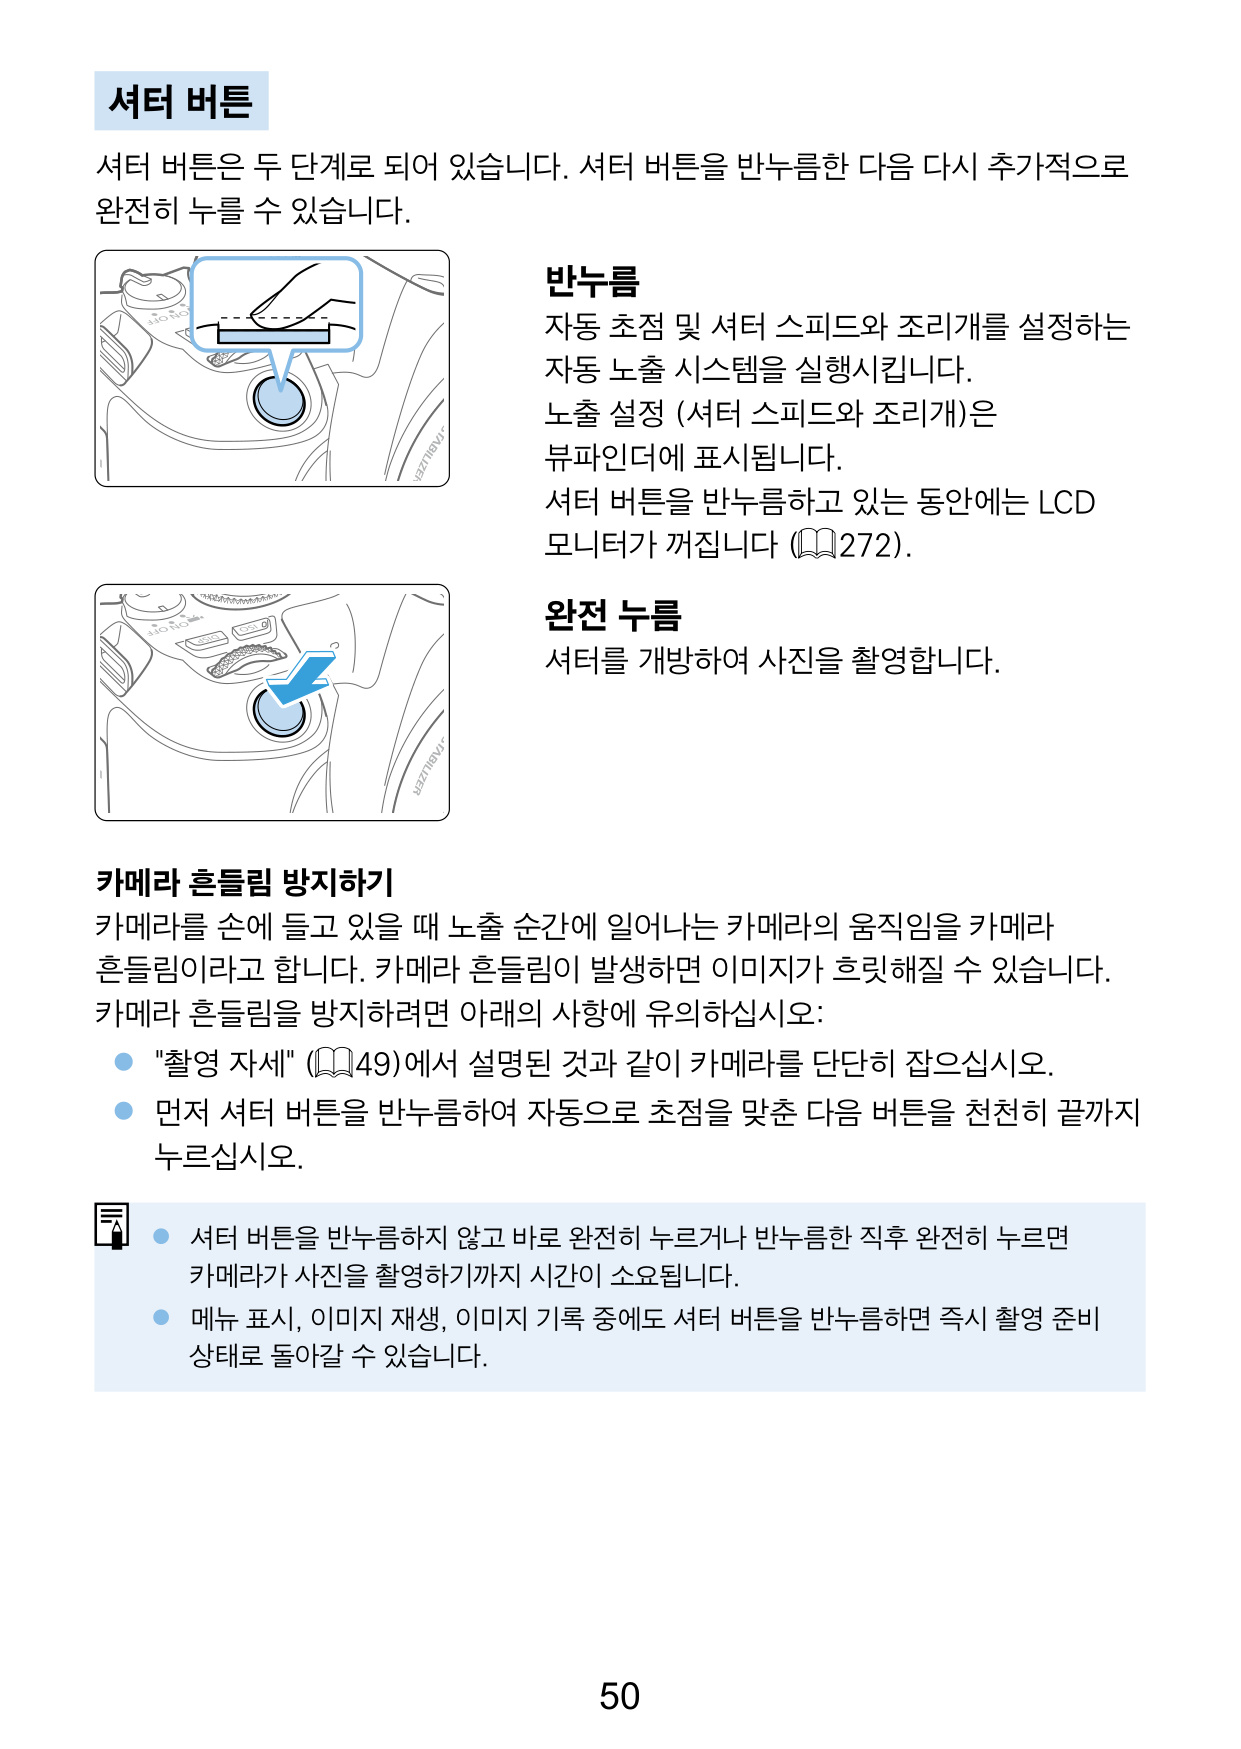 셔터 버튼
셔터 버튼은 두 단계로 되어 있습니다. 셔터 버튼을 반누름한 다음 다시 추가적으로
완전히 누를 수 있습니다.
ON OFF
STABILIZER
반누름
자동 초점 및 셔터 스피드와 조리개를 설정하는
자동 노출 시스템을 실행시킵니다.
노출 설정 (셔터 스피드와 조리개)은
뷰파인더에 표시됩니다.
셔터 버튼을 반누름하고 있는 동안에는 LCD
모니터가 꺼집니다 (272).
ON OFF
DISP
ISO
STABILIZER
완전 누름
셔터를 개방하여 사진을 촬영합니다.
카메라 흔들림 방지하기
카메라를 손에 들고 있을 때 노출 순간에 일어나는 카메라의 움직임을 카메라
흔들림이라고 합니다. 카메라 흔들림이 발생하면 이미지가 흐릿해질 수 있습니다.
카메라 흔들림을 방지하려면 아래의 사항에 유의하십시오:
● "촬영 자세" (49)에서 설명된 것과 같이 카메라를 단단히 잡으십시오.
● 먼저 셔터 버튼을 반누름하여 자동으로 초점을 맞춘 다음 버튼을 천천히 끝까지
누르십시오.
● 셔터 버튼을 반누름하지 않고 바로 완전히 누르거나 반누름한 직후 완전히 누르면
카메라가 사진을 촬영하기까지 시간이 소요됩니다.
● 메뉴 표시, 이미지 재생, 이미지 기록 중에도 셔터 버튼을 반누름하면 즉시 촬영 준비
상태로 돌아갈 수 있습니다.
50